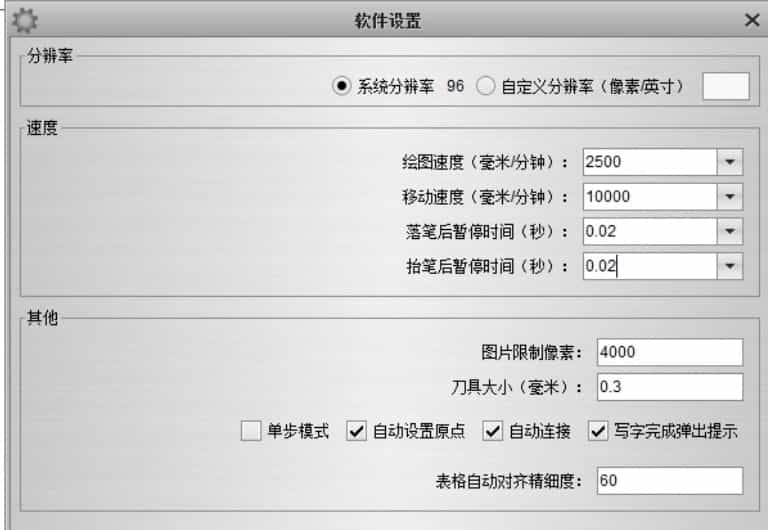 软件设置
分辨率
系统分辨率 96 自定义分辨率（像素/英寸）
速度
绘图速度（毫米/分钟）： 2500
移动速度（毫米/分钟）： 10000
落笔后暂停时间（秒）： 0.02
抬笔后暂停时间（秒）： 0.02
其他
图片限制像素： 4000
刀具大小（毫米）： 0.3
单步模式 自动设置原点 自动连接 写字完成弹出提示
表格自动对齐精细度： 60